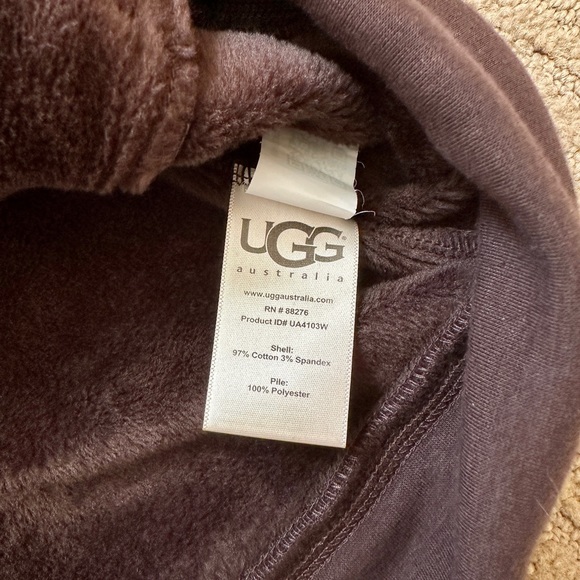 UGG®
australia
www.uggaustralia.com
RN # 88276
Product ID# UA4103W
Shell:
97% Cotton 3% Spandex
Pile:
100% Polyester